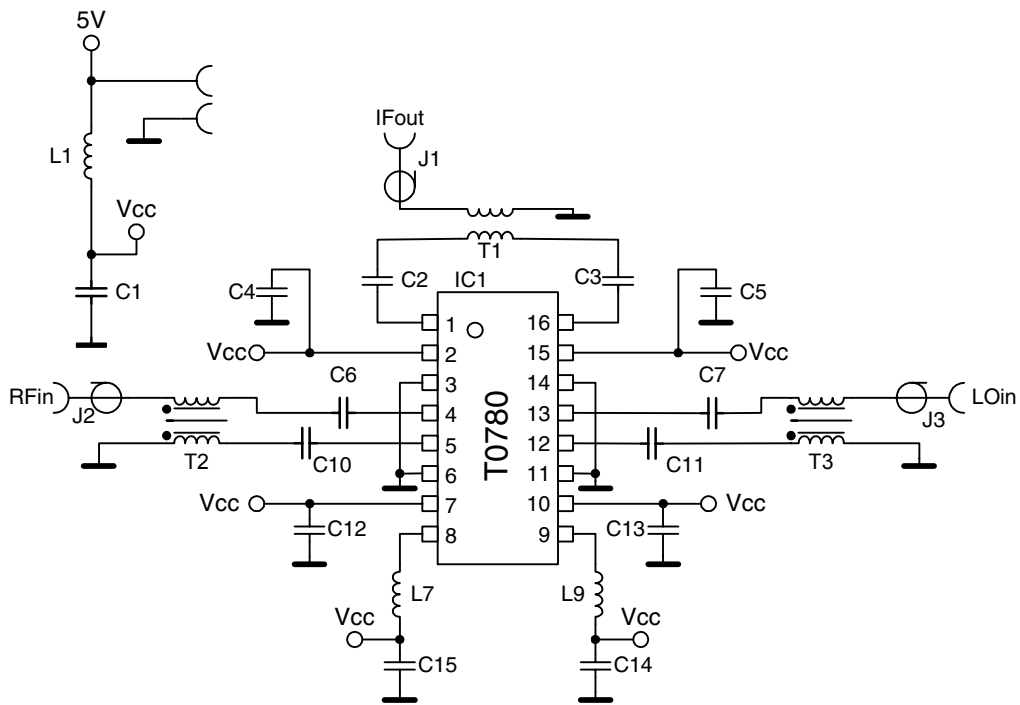 5V
IFout
J1
L1
Vcc
T1
C1
C4
C2
IC1
C3
C5
1
16
Vcc
2
15
Vcc
C6
C7
3
14
RFin
J2
4
13
J3
LOin
T0780
5
12
T2
C10
C11
T3
6
11
Vcc
7
10
Vcc
C12
C13
8
9
L7
L9
Vcc
Vcc
C15
C14